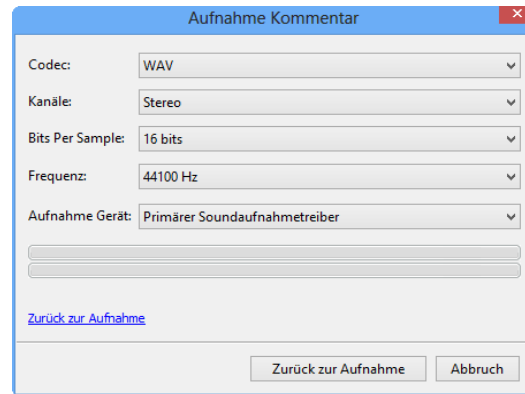 Aufnahme Kommentar
Codec: WAV
Kanäle: Stereo
Bits Per Sample: 16 bits
Frequenz: 44100 Hz
Aufnahme Gerät: Primärer Soundaufnahmetreiber
Zurück zur Aufnahme
Zurück zur Aufnahme Abbruch